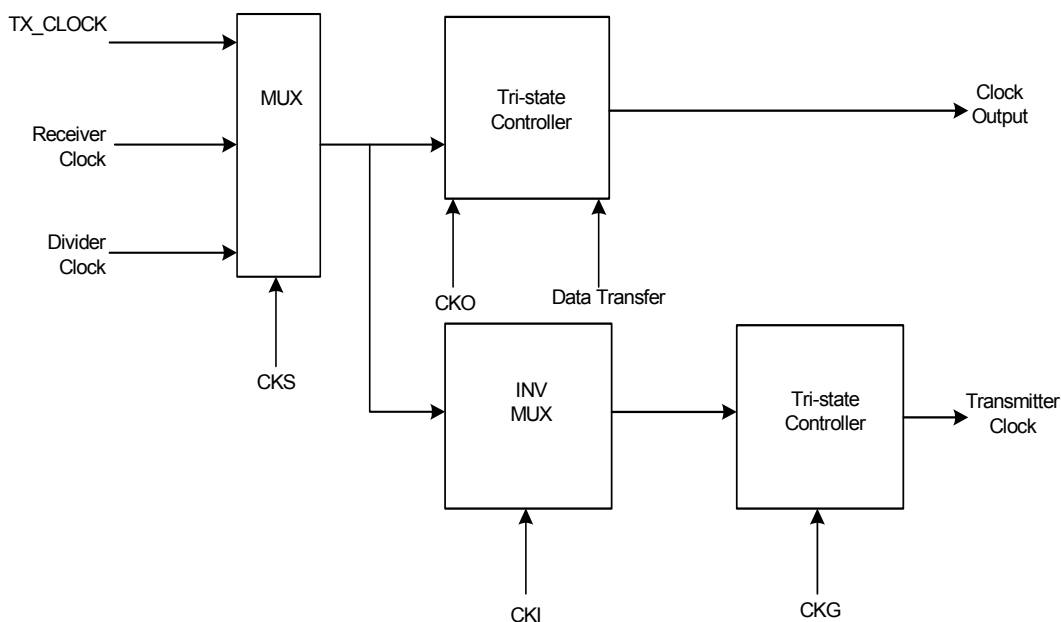 TX_CLOCK
MUX
Tri-state
Controller
Clock
Output
Receiver
Clock
Divider
Clock
CKO
Data Transfer
CKS
INV
MUX
Tri-state
Controller
Transmitter
Clock
CKI
CKG